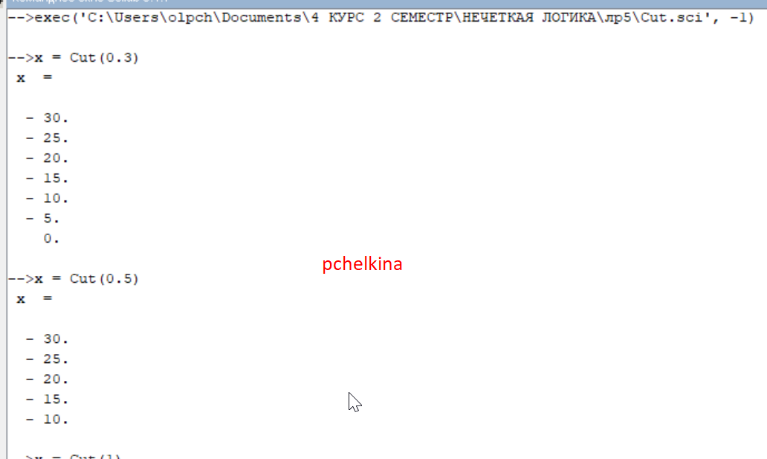 -->exec('C:\Users\olpch\Documents\4 КУРС 2 СЕМЕСТР\НЕЧЕТКАЯ ЛОГИКА\лр5\Cut.sci', -1)
-->x = Cut(0.3)
x =
- 30.
- 25.
- 20.
- 15.
- 10.
- 5.
0.
pchelkina
-->x = Cut(0.5)
x =
- 30.
- 25.
- 20.
- 15.
- 10.